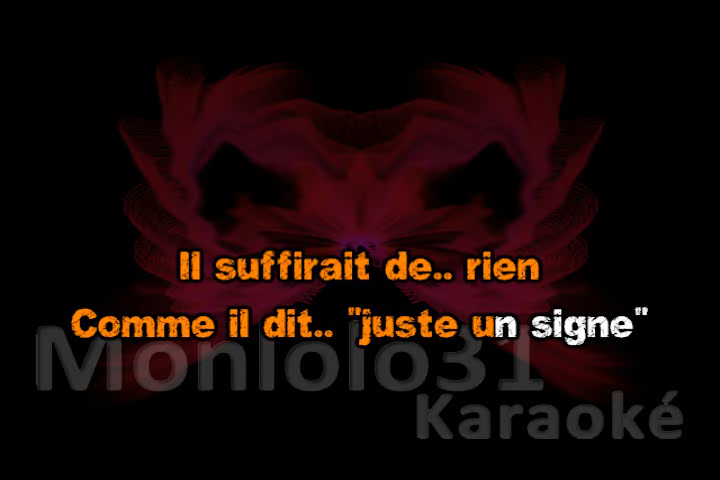 Il suffirait de.. rien
Comme il dit.. "juste un signe"
Monlolo31
Karaoké